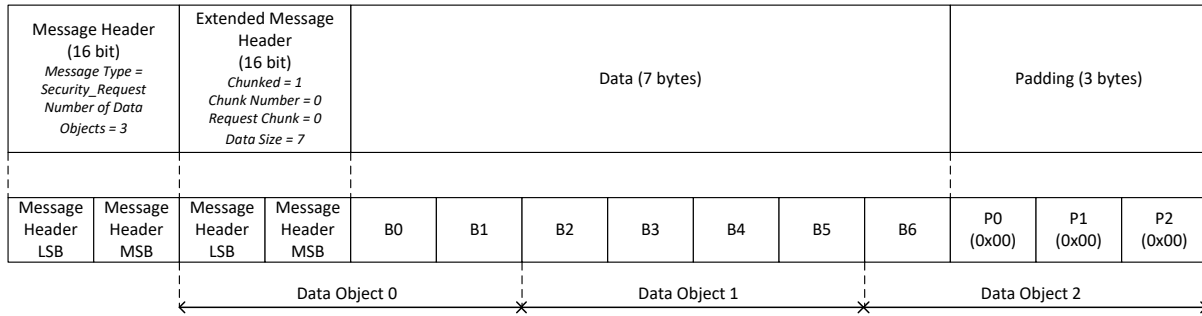 Message Header
(16 bit)
Message Type =
Security_Request
Number of Data
Objects = 3
Extended Message
Header
(16 bit)
Chunked = 1
Chunk Number = 0
Request Chunk = 0
Data Size = 7
Data (7 bytes)
Padding (3 bytes)
Message
Header
LSB
Message
Header
MSB
Message
Header
LSB
Message
Header
MSB
B0
B1
B2
B3
B4
B5
B6
P0
(0x00)
P1
(0x00)
P2
(0x00)
Data Object 0
Data Object 1
Data Object 2